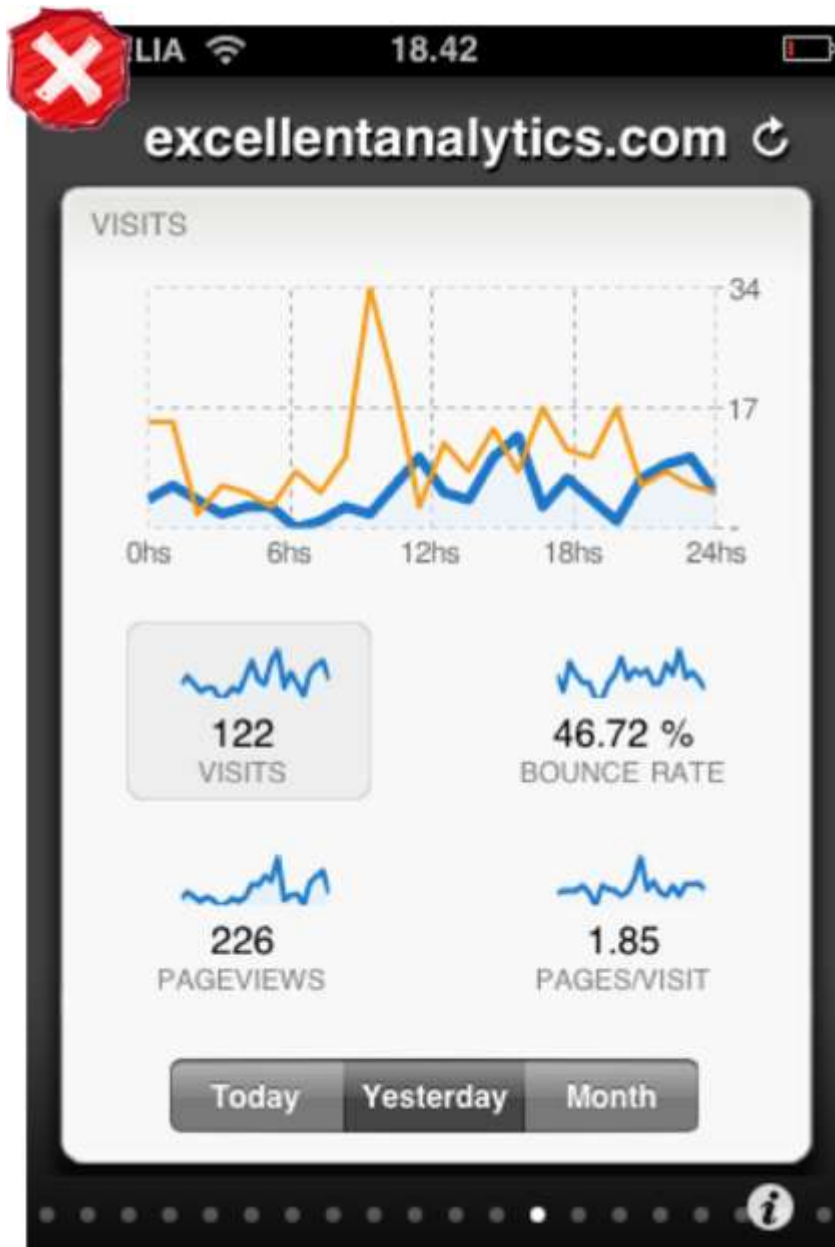 18.42
excellentanalytics.com
VISITS
34
17
-
0hs 6hs 12hs 18hs 24hs
122 46.72 %
VISITS BOUNCE RATE
226 1.85
PAGEVIEWS PAGES/VISIT
Today Yesterday Month
i